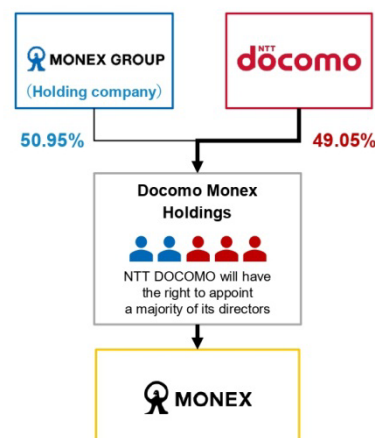 MONEX GROUP
(Holding company)
NTT
döcomo
50.95%
49.05%
Docomo Monex
Holdings
NTT DOCOMO will have
the right to appoint
a majority of its directors
MONEX